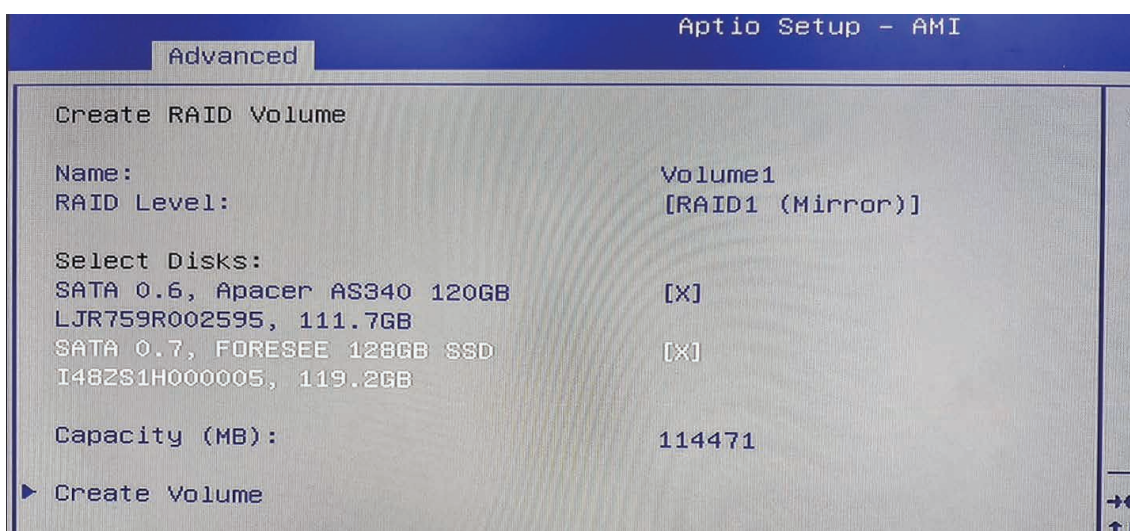 Aptio Setup – AMI
Advanced
Create RAID Volume
Name: Volume1
RAID Level: [RAID1 (Mirror)]
Select Disks:
SATA 0.6, Apacer AS340 120GB [X]
LJR759R002595, 111.7GB
SATA 0.7, FORESEE 128GB SSD [X]
I48ZS1H000005, 119.2GB
Capacity (MB): 114471
Create Volume